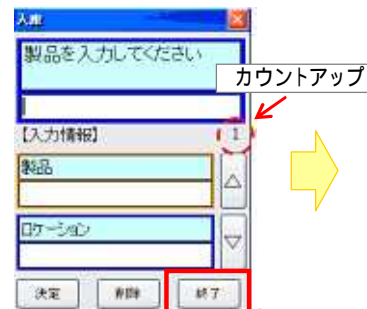 入庫
製品を入力してください
カウントアップ
【入力情報】 1
製品
△
ロケーション
▽
決定 削除 終了